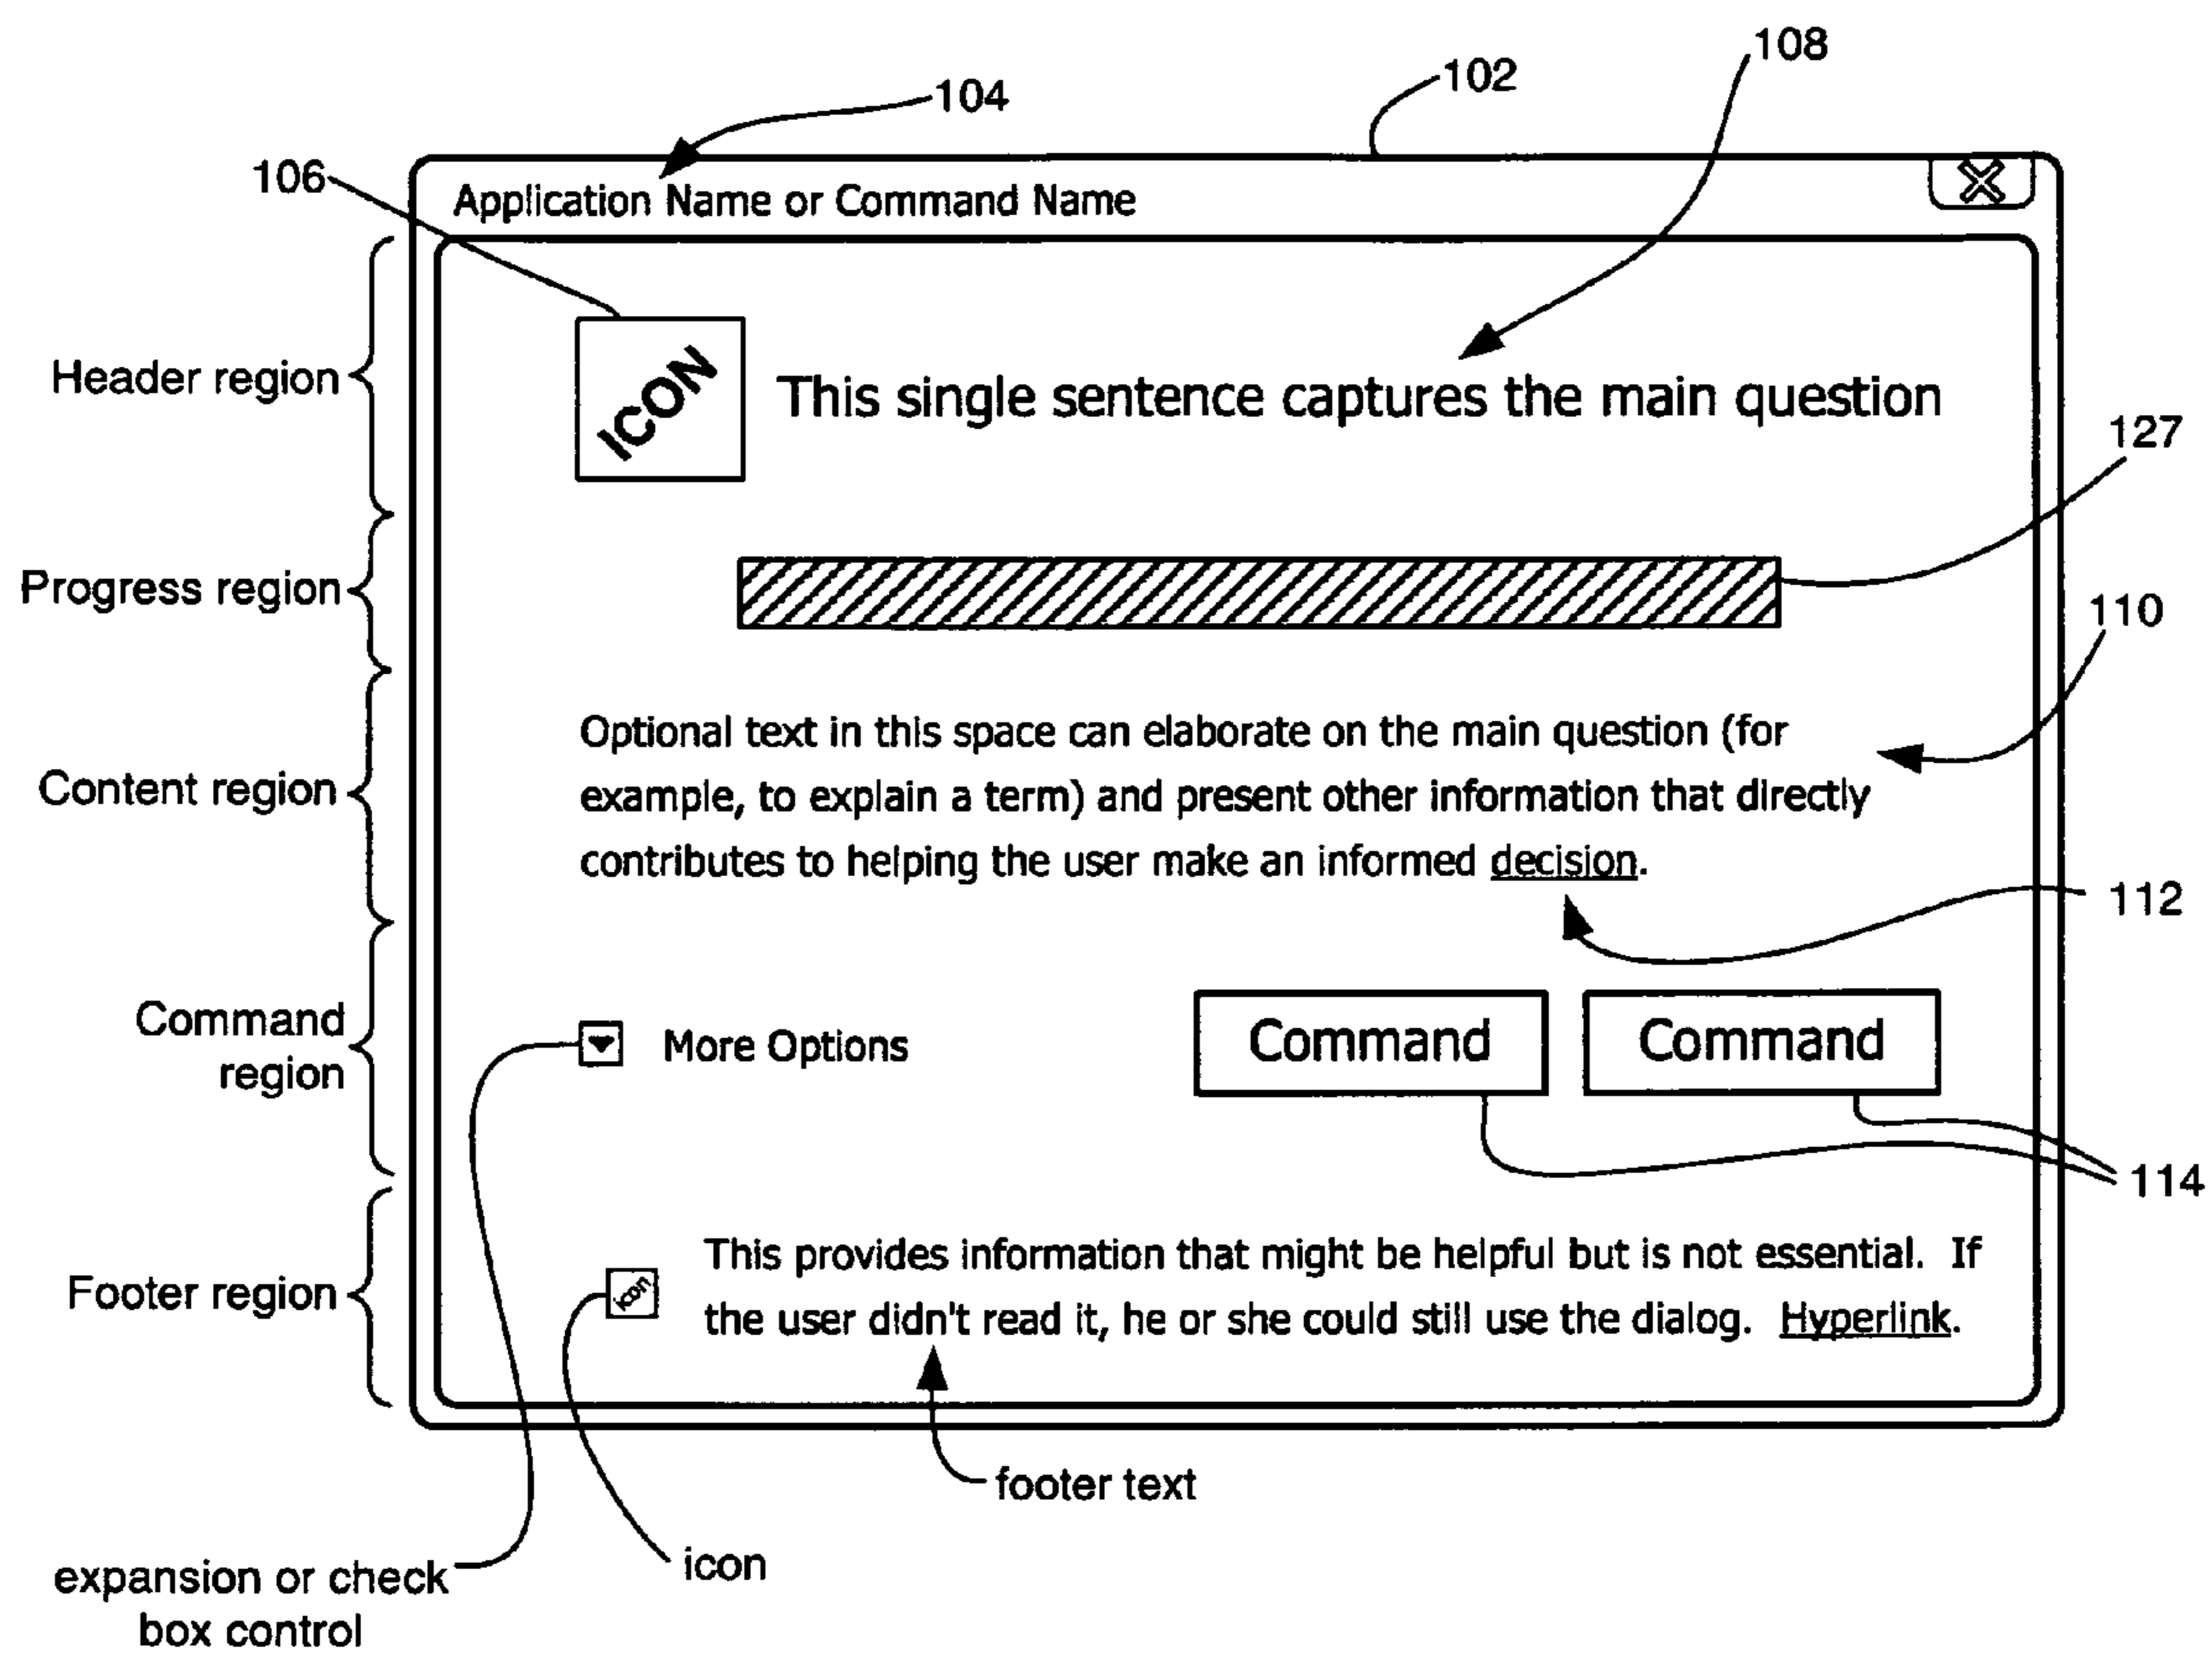 108
102
104
106
Application Name or Command Name
Header region
ICON
This single sentence captures the main question
127
Progress region
110
Content region
Optional text in this space can elaborate on the main question (for
example, to explain a term) and present other information that directly
contributes to helping the user make an informed decision.
112
Command
region
More Options
Command
Command
114
Footer region
icon
This provides information that might be helpful but is not essential. If
the user didn't read it, he or she could still use the dialog. Hyperlink.
footer text
icon
expansion or check
box control